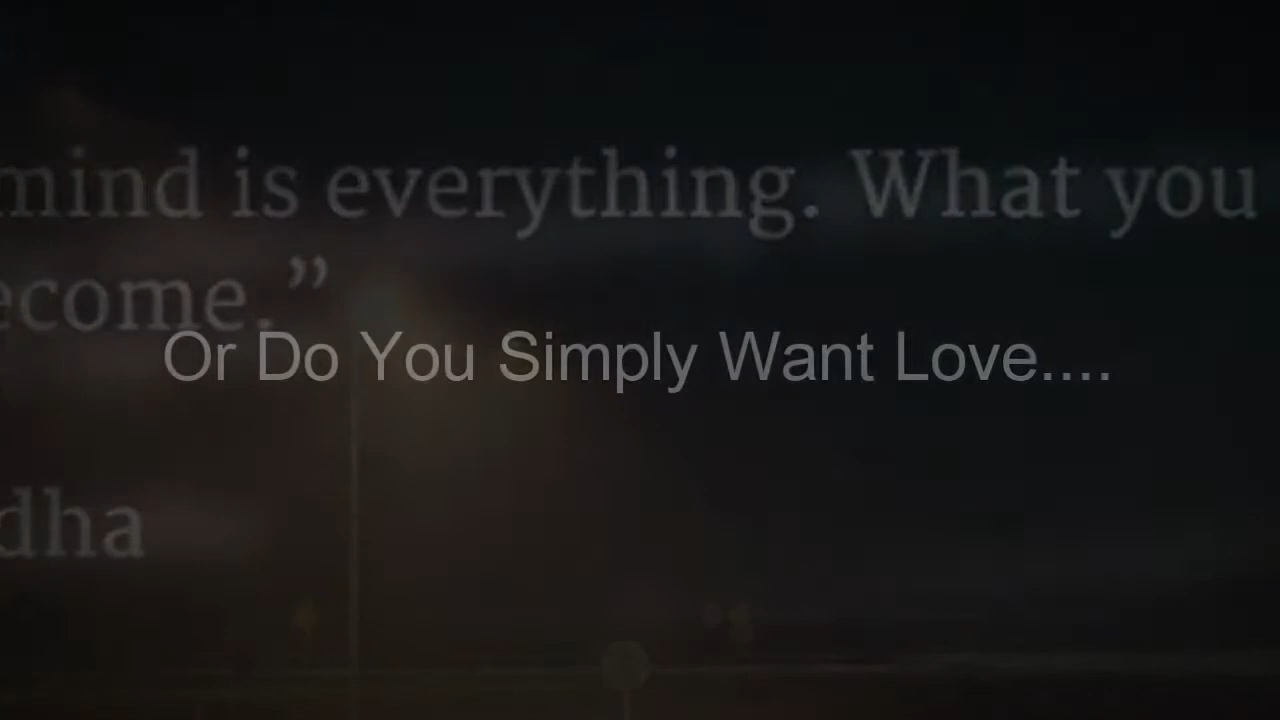 mind is everything. What you
ecome.”
Or Do You Simply Want Love....
dha